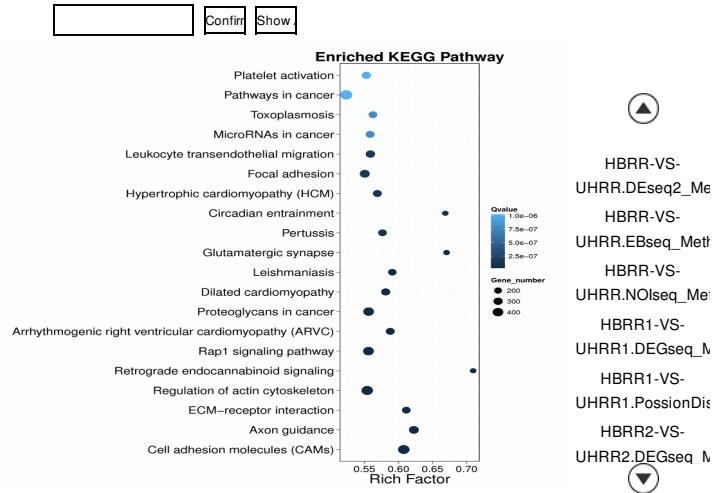 Confirm
Show
Enriched KEGG Pathway
Platelet activation
Pathways in cancer
Toxoplasmosis
MicroRNAs in cancer
Leukocyte transendothelial migration
Focal adhesion
Hypertrophic cardiomyopathy (HCM)
Circadian entrainment
Pertussis
Glutamatergic synapse
Leishmaniasis
Dilated cardiomyopathy
Proteoglycans in cancer
Arrhythmogenic right ventricular cardiomyopathy (ARVC)
Rap1 signaling pathway
Retrograde endocannabinoid signaling
Regulation of actin cytoskeleton
ECM−receptor interaction
Axon guidance
Cell adhesion molecules (CAMs)
0.55 0.60 0.65 0.70
Rich Factor
Qvalue
1.0e−06
7.5e−07
5.0e−07
2.5e−07
Gene_number
200
300
400
HBRR-VS-
UHRR.DEseq2_Me
HBRR-VS-
UHRR.EBseq_Meth
HBRR-VS-
UHRR.NOIseq_Met
HBRR1-VS-
UHRR1.DEGseq_M
HBRR1-VS-
UHRR1.PossionDis
HBRR2-VS-
UHRR2.DEGseq_M